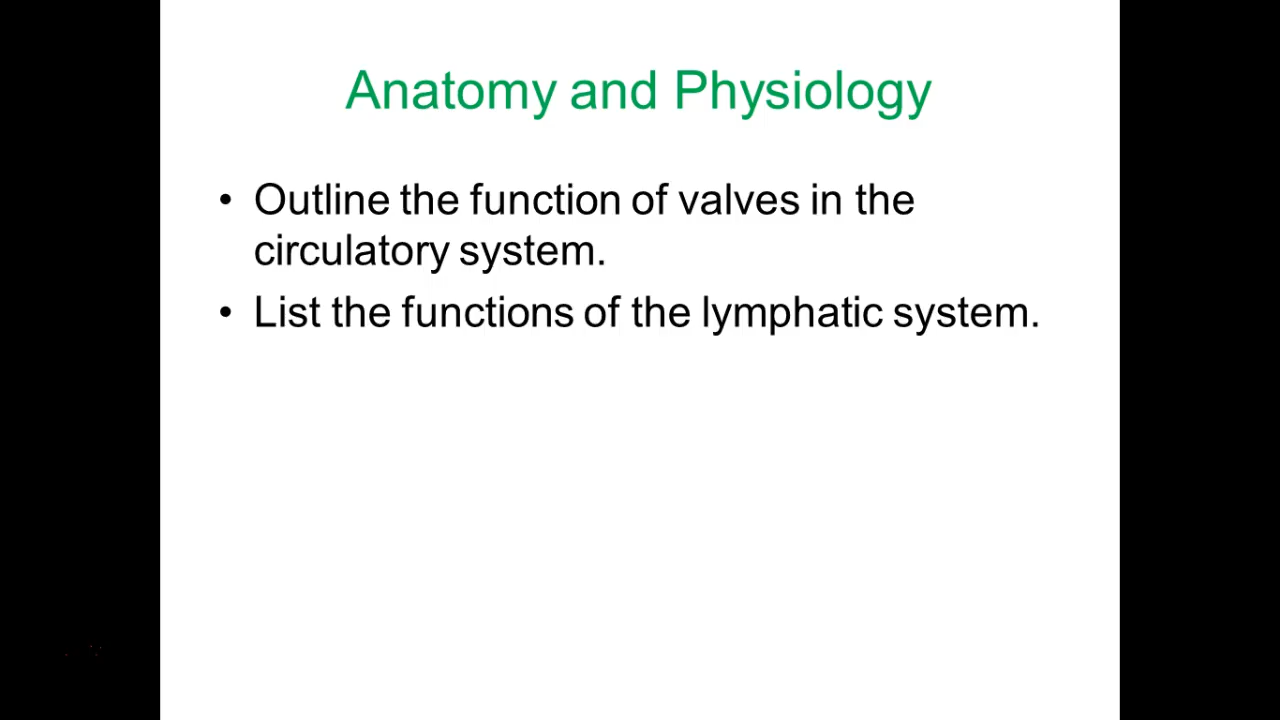 Anatomy and Physiology
• Outline the function of valves in the
circulatory system.
• List the functions of the lymphatic system.